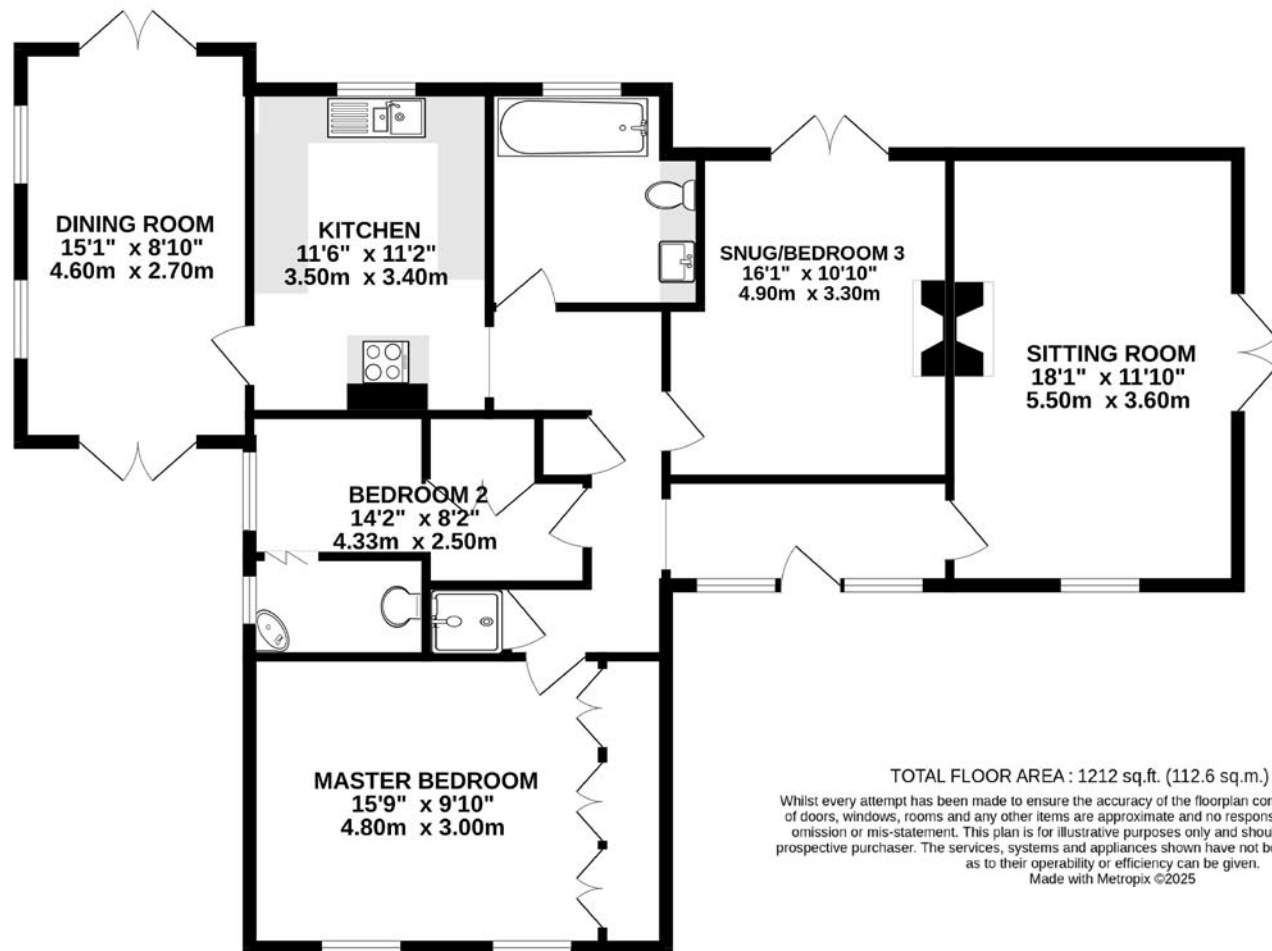 DINING ROOM
15'1" x 8'10"
4.60m x 2.70m
KITCHEN
11'6" x 11'2"
3.50m x 3.40m
SNUG/BEDROOM 3
16'1" x 10'10"
4.90m x 3.30m
SITTING ROOM
18'1" x 11'10"
5.50m x 3.60m
BEDROOM 2
14'2" x 8'2"
4.33m x 2.50m
MASTER BEDROOM
15'9" x 9'10"
4.80m x 3.00m
TOTAL FLOOR AREA : 1212 sq.ft. (112.6 sq.m.)
Whilst every attempt has been made to ensure the accuracy of the floorplan
of doors, windows, rooms and any other items are approximate and no
omission or mis-statement. This plan is for illustrative purposes only and
prospective purchaser. The services, systems and appliances shown have not
as to their operability or efficiency can be given.
Made with Metropix ©2025